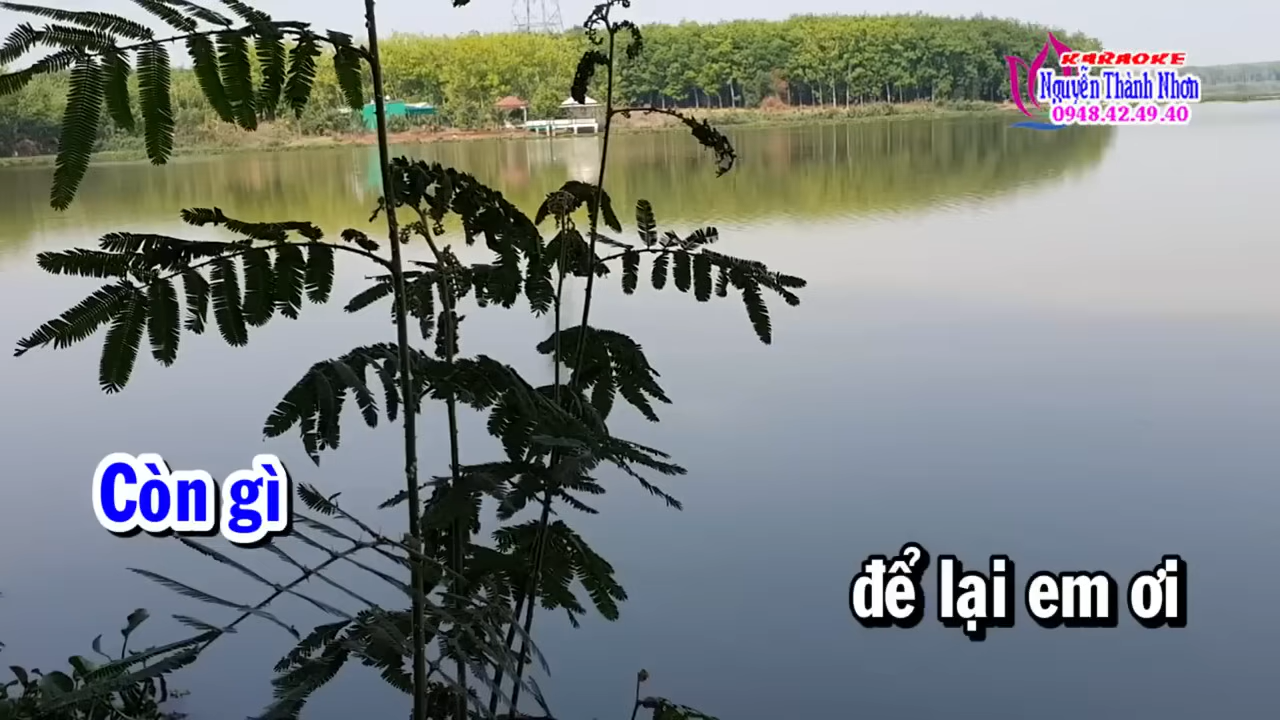 KARAOKE
Nguyễn Thành Nhơn
0948.42.49.40
Còn gì
để lại em ơi